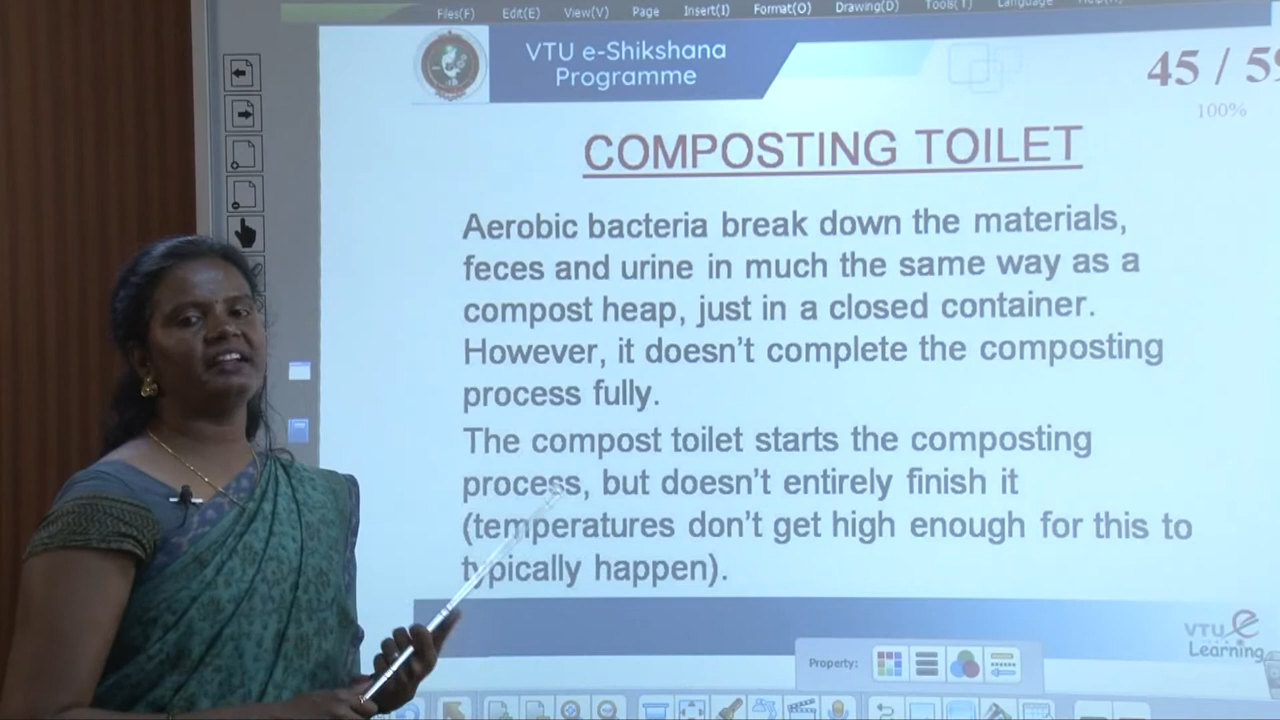 Files(F) Edit(E) View(V) Page Insert(I) Format(O) Drawing(D) Tools(T) Language
VTU e-Shikshana
Programme
45 / 59
100%
COMPOSTING TOILET
Aerobic bacteria break down the materials,
feces and urine in much the same way as a
compost heap, just in a closed container.
However, it doesn't complete the composting
process fully.
The compost toilet starts the composting
process, but doesn't entirely finish it
(temperatures don't get high enough for this to
typically happen).
VTU e
Learning
Property: